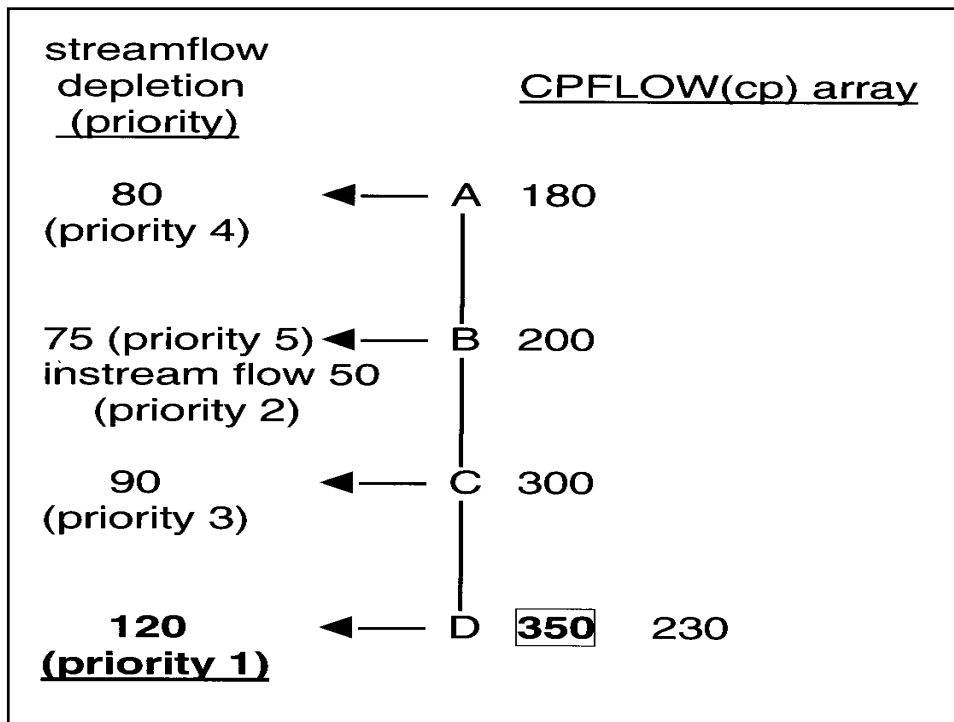 streamflow
depletion
(priority)
CPFLOW(cp) array
80
(priority 4)
A 180
75 (priority 5)
instream flow 50
(priority 2)
B 200
90
(priority 3)
C 300
120
(priority 1)
D 350 230